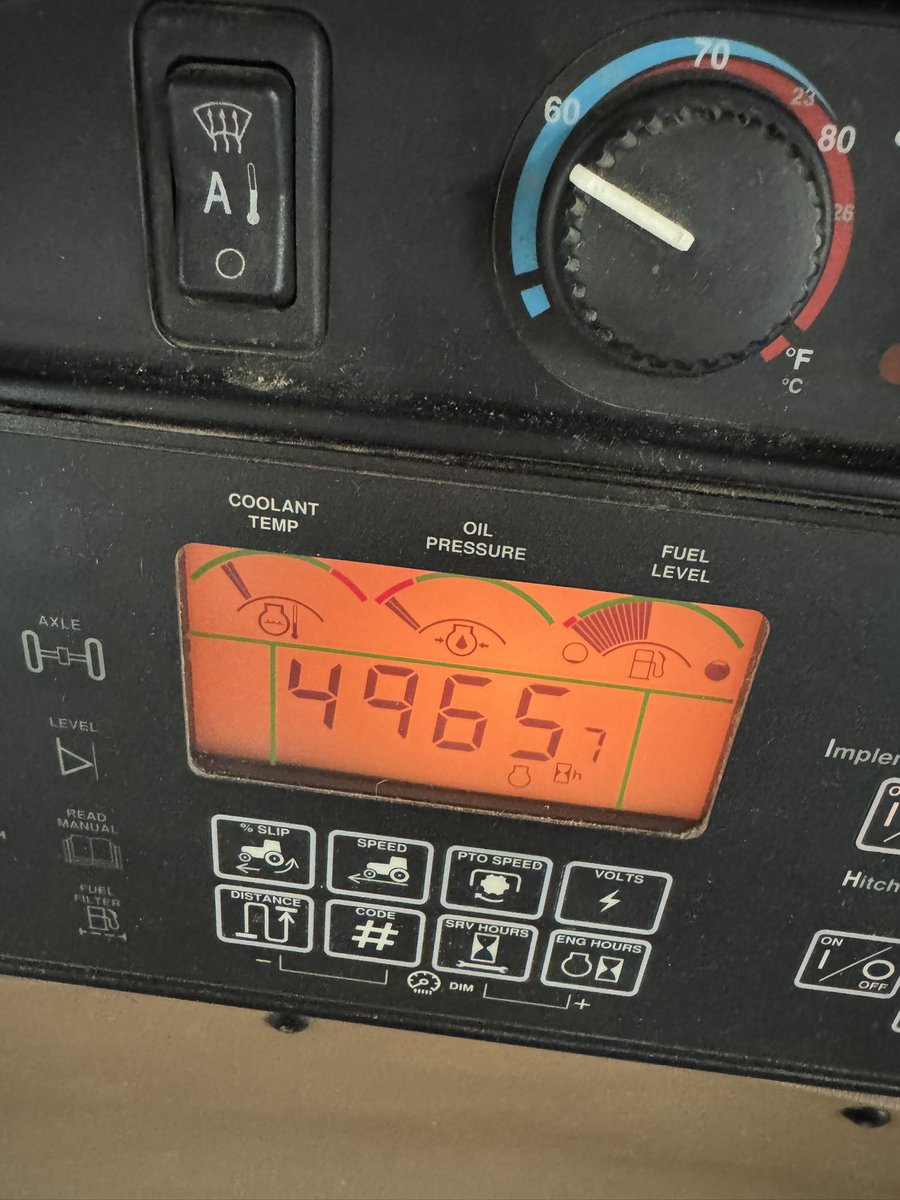 70
60
23
80
A
26
°F
°C
COOLANT
TEMP
OIL
PRESSURE
FUEL
LEVEL
AXLE
49657
h
LEVEL
READ
MANUAL
FUEL
FILTER
% SLIP
SPEED
PTO SPEED
VOLTS
DISTANCE
CODE
#
SRV HOURS
ENG HOURS
− DIM +
Hitch
ON
OFF